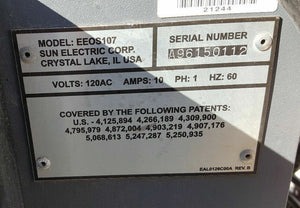 21244
MODEL: EEOS107
SERIAL NUMBER
SUN ELECTRIC CORP.
A96150112
CRYSTAL LAKE, IL USA
VOLTS: 120AC AMPS: 10 PH: 1 HZ: 60
COVERED BY THE FOLLOWING PATENTS:
U.S. - 4,125,894 4,266,189 4,309,900
4,795,979 4,872,004 4,903,219 4,907,176
5,068,613 5,247,287 5,250,935
EAL0126C00A REV. B